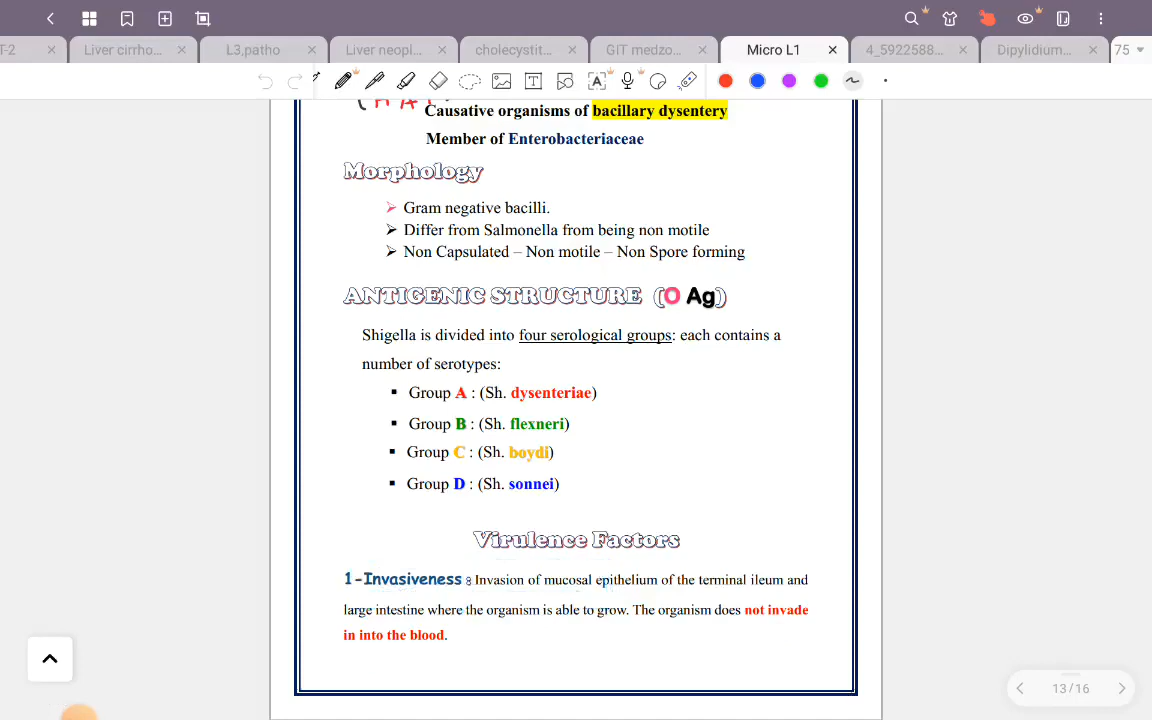 T-2
Liver cirrho...
L3,patho
Liver neopl...
cholecystit...
GIT medzo...
Micro L1
4_5922588...
Dipylidium...
75
Causative organisms of bacillary dysentery
Member of Enterobacteriaceae
Morphology
➢ Gram negative bacilli.
➢ Differ from Salmonella from being non motile
➢ Non Capsulated – Non motile – Non Spore forming
ANTIGENIC STRUCTURE (O Ag)
Shigella is divided into four serological groups: each contains a
number of serotypes:
▪ Group A : (Sh. dysenteriae)
▪ Group B : (Sh. flexneri)
▪ Group C : (Sh. boydi)
▪ Group D : (Sh. sonnei)
Virulence Factors
1-Invasiveness : Invasion of mucosal epithelium of the terminal ileum and
large intestine where the organism is able to grow. The organism does not invade
in into the blood.
13/16